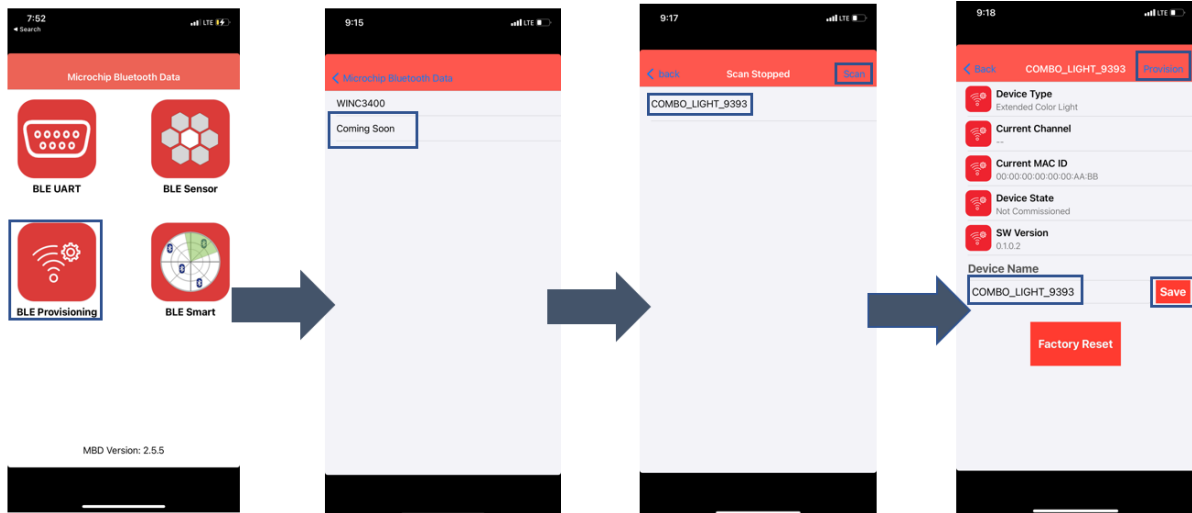 7:52
LTE
◀ Search
Microchip Bluetooth Data
BLE UART
BLE Sensor
BLE Provisioning
BLE Smart
MBD Version: 2.5.5
9:15
LTE
Microchip Bluetooth Data
WINC3400
Coming Soon
9:17
LTE
back
Scan Stopped
Scan
COMBO_LIGHT_9393
9:18
LTE
Back
COMBO_LIGHT_9393
Provision
Device Type
Extended Color Light
Current Channel
--
Current MAC ID
00:00:00:00:00:00:AA:BB
Device State
Not Commissioned
SW Version
0.1.0.2
Device Name
COMBO_LIGHT_9393
Save
Factory Reset